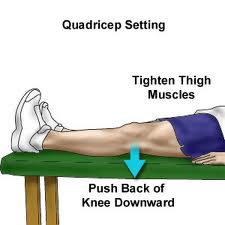 Quadricep Setting
Tighten Thigh
Muscles
Push Back of
Knee Downward